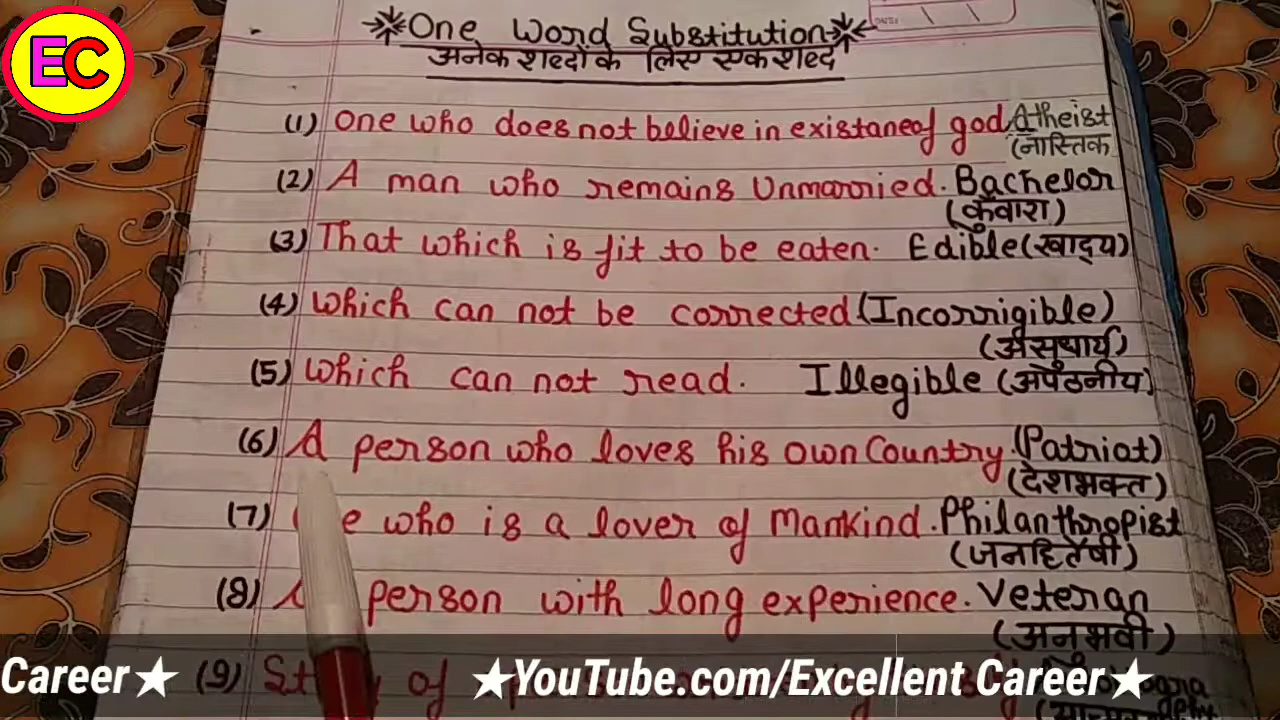 EC
One Word Substitution
अनेक शब्दों के लिए एक शब्द
DATE
(1) One who does not believe in existaneof god. Atheist
(नास्तिक
(2) A man who remains Unmarried. Bachelor
(कुँवारा)
(3) That which is fit to be eaten. Edible (खाद्य)
(4) Which can not be corrected (Incorrigible)
(असुधार्य)
(5) Which can not read. Illegible (अपठनीय)
(6) A person who loves his own Country. (Patriot)
(देशभक्त)
(7) e who is a lover of Mankind. Philanthropist
(जनहितैषी)
(8) person with long experience. Veteran
(अनुभवी)
(9) of
Career★ ★YouTube.com/Excellent Career★